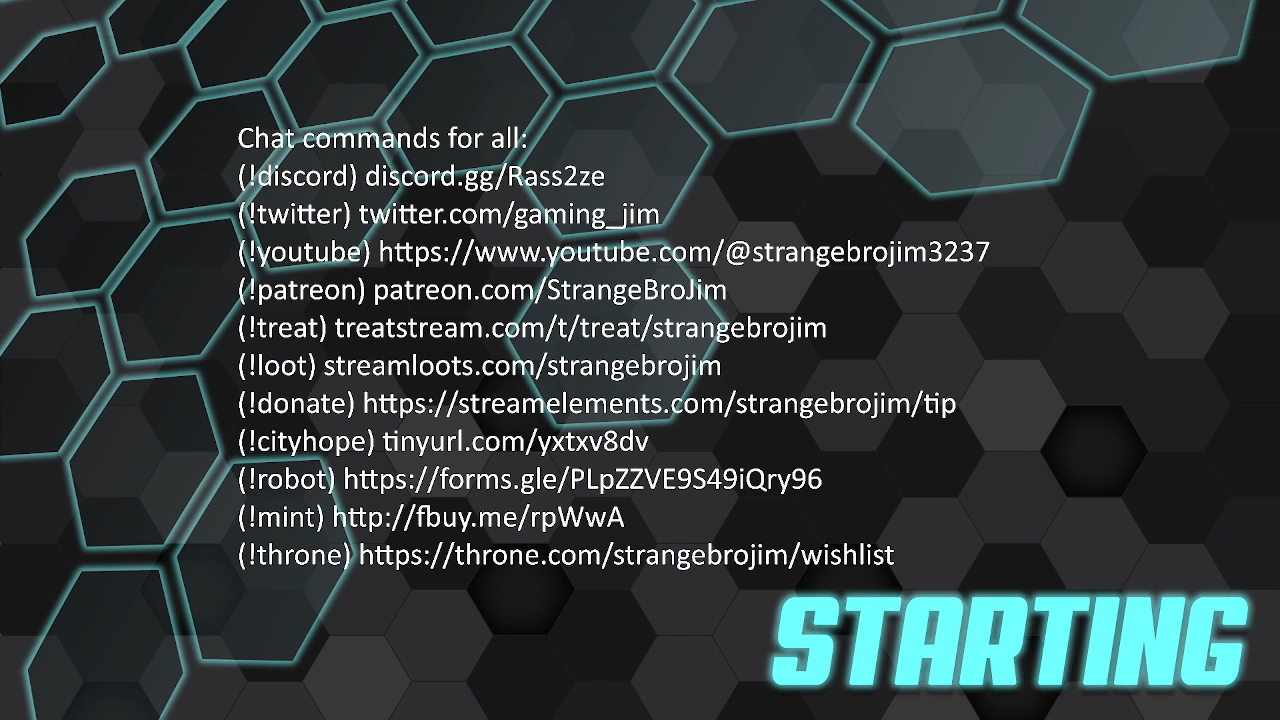 Chat commands for all:
(!discord) discord.gg/Rass2ze
(!twitter) twitter.com/gaming_jim
(!youtube) https://www.youtube.com/@strangebrojim3237
(!patreon) patreon.com/StrangeBroJim
(!treat) treatstream.com/t/treat/strangebrojim
(!loot) streamloots.com/strangebrojim
(!donate) https://streamelements.com/strangebrojim/tip
(!cityhope) tinyurl.com/yxtxv8dv
(!robot) https://forms.gle/PLpZZVE9S49iQry96
(!mint) http://fbuy.me/rpWwA
(!throne) https://throne.com/strangebrojim/wishlist
STARTING